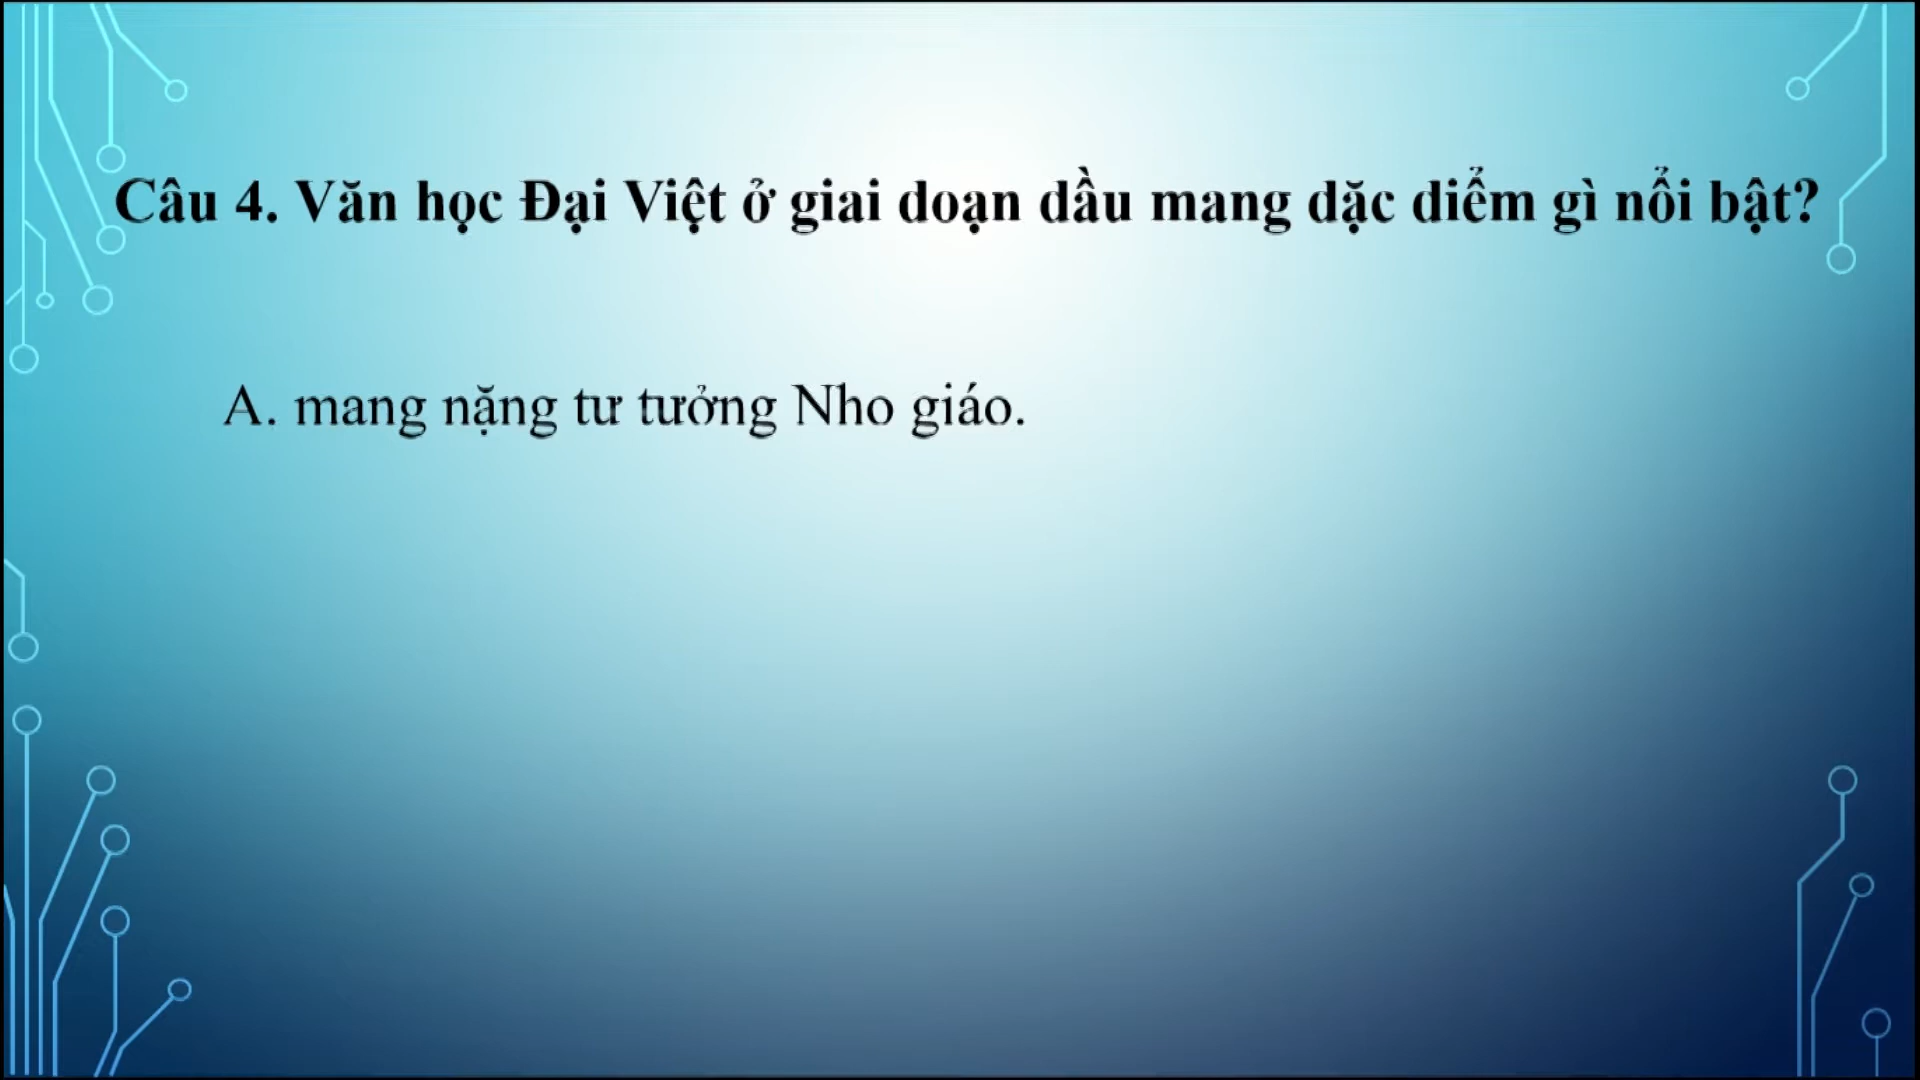 Câu 4. Văn học Đại Việt ở giai doạn dầu mang dặc diểm gì nổi bật?
A. mang nặng tư tưởng Nho giáo.